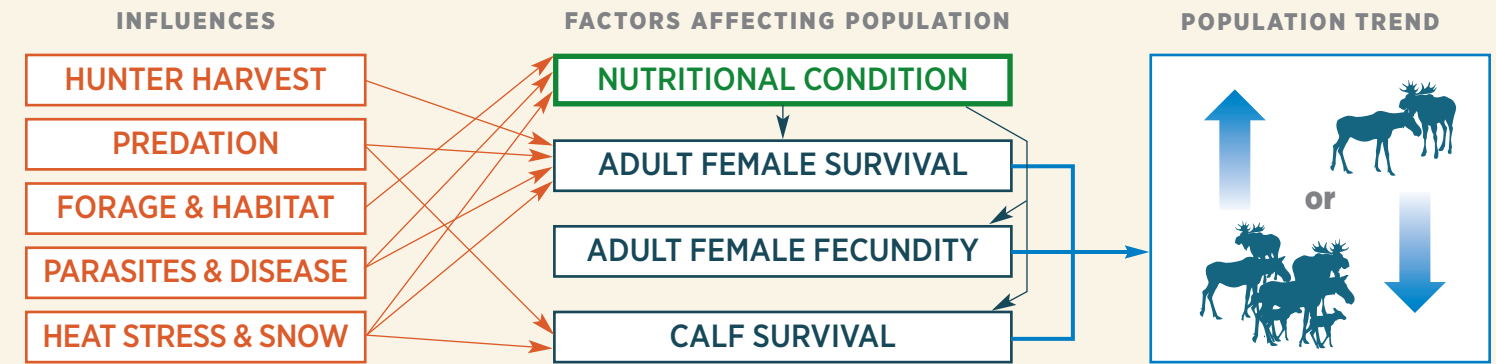 INFLUENCES
FACTORS AFFECTING POPULATION
POPULATION TREND
HUNTER HARVEST
PREDATION
FORAGE & HABITAT
PARASITES & DISEASE
HEAT STRESS & SNOW
NUTRITIONAL CONDITION
ADULT FEMALE SURVIVAL
ADULT FEMALE FECUNDITY
CALF SURVIVAL
or